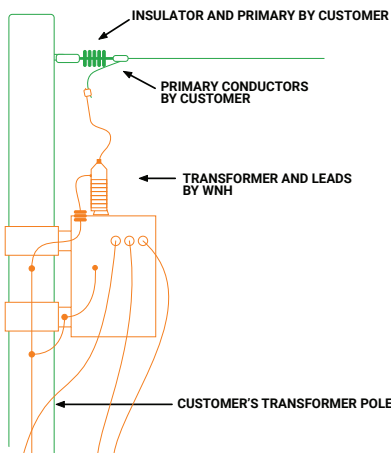 INSULATOR AND PRIMARY BY CUSTOMER
PRIMARY CONDUCTORS
BY CUSTOMER
TRANSFORMER AND LEADS
BY WNH
CUSTOMER'S TRANSFORMER POLE